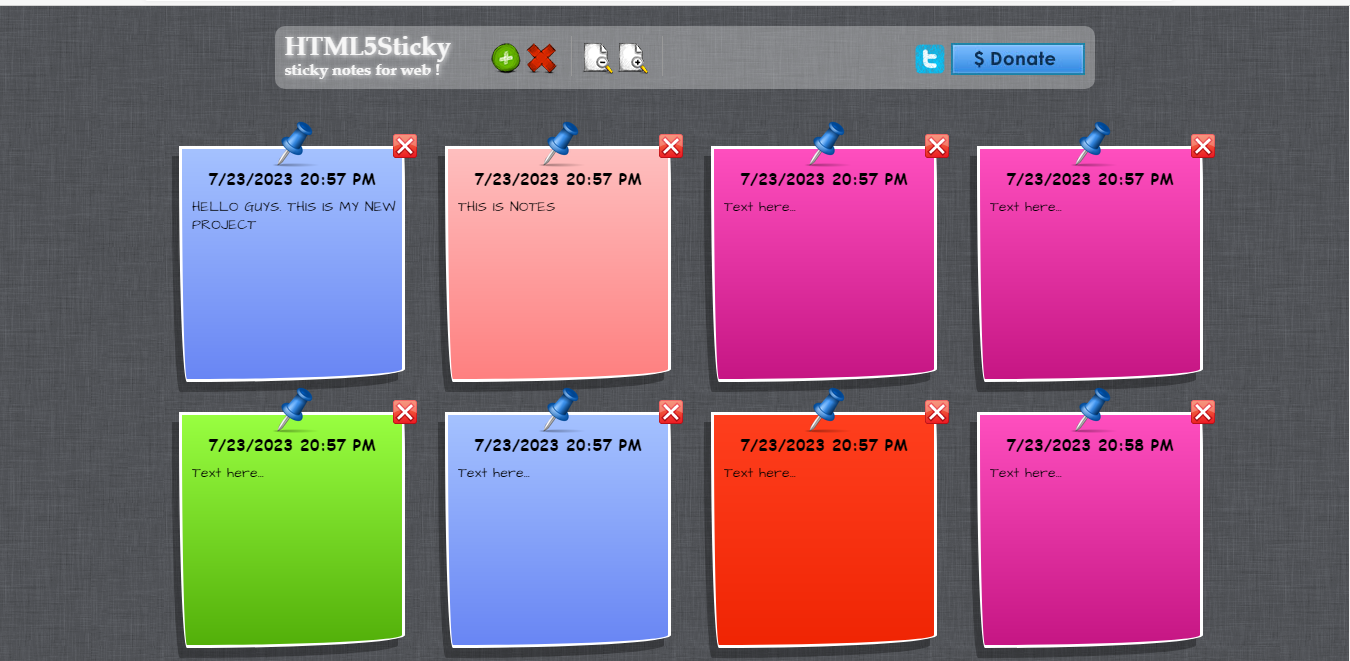 HTML5Sticky
sticky notes for web !
$ Donate
7/23/2023 20:57 PM
HELLO GUYS. THIS IS MY NEW
PROJECT
7/23/2023 20:57 PM
THIS IS NOTES
7/23/2023 20:57 PM
Text here...
7/23/2023 20:57 PM
Text here...
7/23/2023 20:57 PM
Text here...
7/23/2023 20:57 PM
Text here...
7/23/2023 20:57 PM
Text here...
7/23/2023 20:58 PM
Text here...